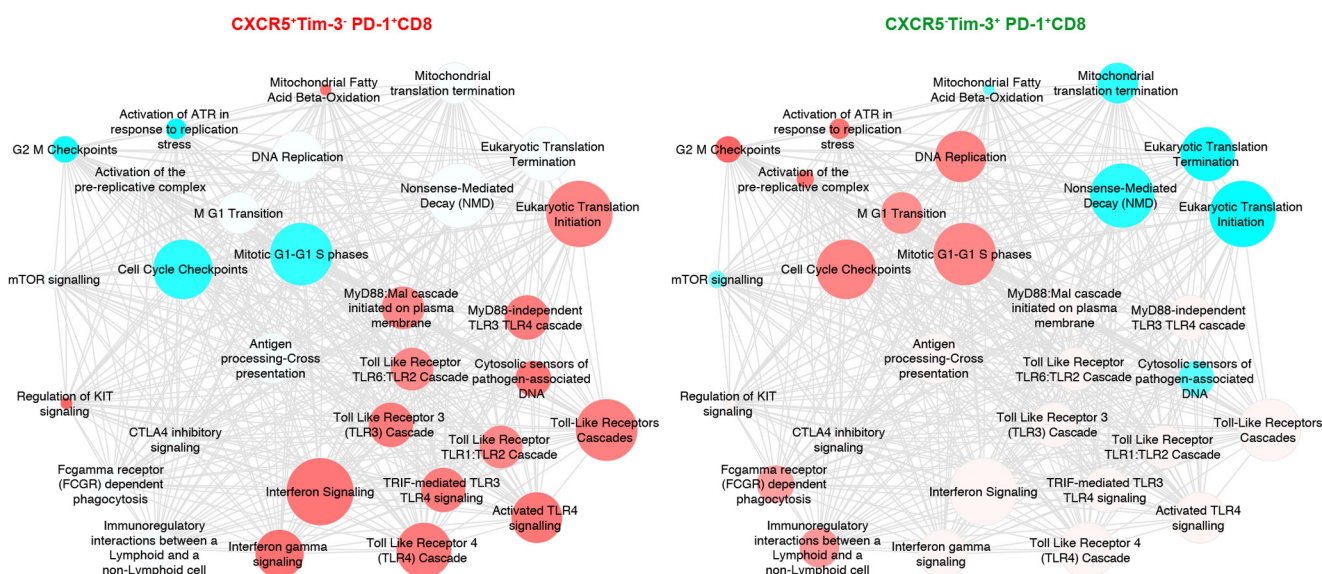 CXCR5⁺Tim-3⁻ PD-1⁺CD8
Mitochondrial Fatty
Acid Beta-Oxidation
Mitochondrial
translation termination
Activation of ATR in
response to replication
stress
G2 M Checkpoints
DNA Replication
Eukaryotic Translation
Termination
Activation of the
pre-replicative complex
Nonsense-Mediated
Decay (NMD)
M G1 Transition
Eukaryotic Translation
Initiation
Mitotic G1-G1 S phases
Cell Cycle Checkpoints
mTOR signalling
MyD88:Mal cascade
initiated on plasma
membrane
MyD88-independent
TLR3 TLR4 cascade
Antigen
processing-Cross
presentation
Toll Like Receptor
TLR6:TLR2 Cascade
Cytosolic sensors of
pathogen-associated
DNA
Regulation of KIT
signaling
Toll Like Receptor 3
(TLR3) Cascade
Toll-Like Receptors
Cascades
CTLA4 inhibitory
signaling
Toll Like Receptor
TLR1:TLR2 Cascade
Fcgamma receptor
(FCGR) dependent
phagocytosis
Interferon Signaling
TRIF-mediated TLR3
TLR4 signaling
Activated TLR4
signalling
Immunoregulatory
interactions between a
Lymphoid and a
non-Lymphoid cell
Interferon gamma
signaling
Toll Like Receptor 4
(TLR4) Cascade
CXCR5⁻Tim-3⁺ PD-1⁺CD8
Mitochondrial Fatty
Acid Beta-Oxidation
Mitochondrial
translation termination
Activation of ATR in
response to replication
stress
G2 M Checkpoints
DNA Replication
Eukaryotic Translation
Termination
Activation of the
pre-replicative complex
Nonsense-Mediated
Decay (NMD)
M G1 Transition
Eukaryotic Translation
Initiation
Mitotic G1-G1 S phases
Cell Cycle Checkpoints
mTOR signalling
MyD88:Mal cascade
initiated on plasma
membrane
MyD88-independent
TLR3 TLR4 cascade
Antigen
processing-Cross
presentation
Toll Like Receptor
TLR6:TLR2 Cascade
Cytosolic sensors of
pathogen-associated
DNA
Regulation of KIT
signaling
Toll Like Receptor 3
(TLR3) Cascade
Toll-Like Receptors
Cascades
CTLA4 inhibitory
signaling
Toll Like Receptor
TLR1:TLR2 Cascade
Fcgamma receptor
(FCGR) dependent
phagocytosis
Interferon Signaling
TRIF-mediated TLR3
TLR4 signaling
Activated TLR4
signalling
Immunoregulatory
interactions between a
Lymphoid and a
non-Lymphoid cell
Interferon gamma
signaling
Toll Like Receptor 4
(TLR4) Cascade